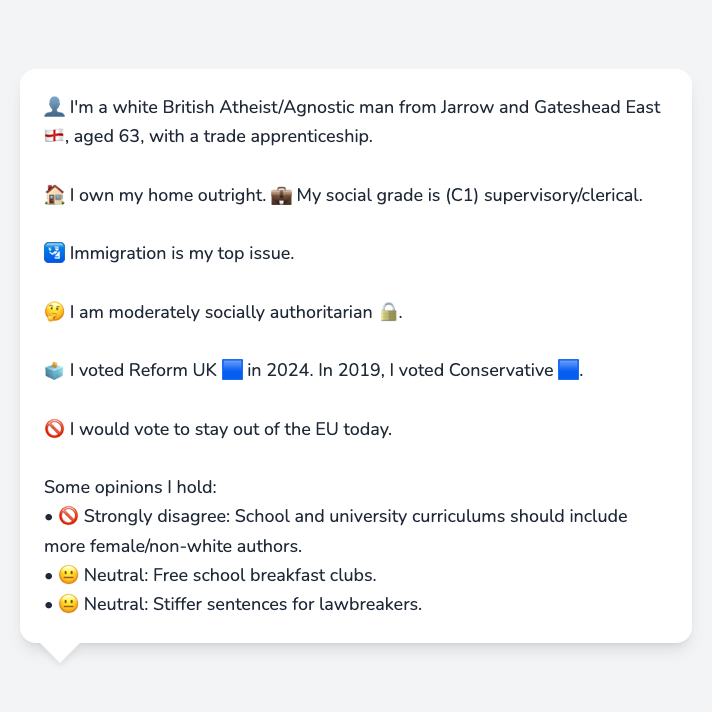 👤 I'm a white British Atheist/Agnostic man from Jarrow and Gateshead East
🏴󠁧󠁢󠁥󠁮󠁧󠁿, aged 63, with a trade apprenticeship.
🏠 I own my home outright. 💼 My social grade is (C1) supervisory/clerical.
🛂 Immigration is my top issue.
🤔 I am moderately socially authoritarian 🔒.
🗳️ I voted Reform UK 🟦 in 2024. In 2019, I voted Conservative 🟦.
🚫 I would vote to stay out of the EU today.
Some opinions I hold:
• 🚫 Strongly disagree: School and university curriculums should include
more female/non-white authors.
• 😐 Neutral: Free school breakfast clubs.
• 😐 Neutral: Stiffer sentences for lawbreakers.